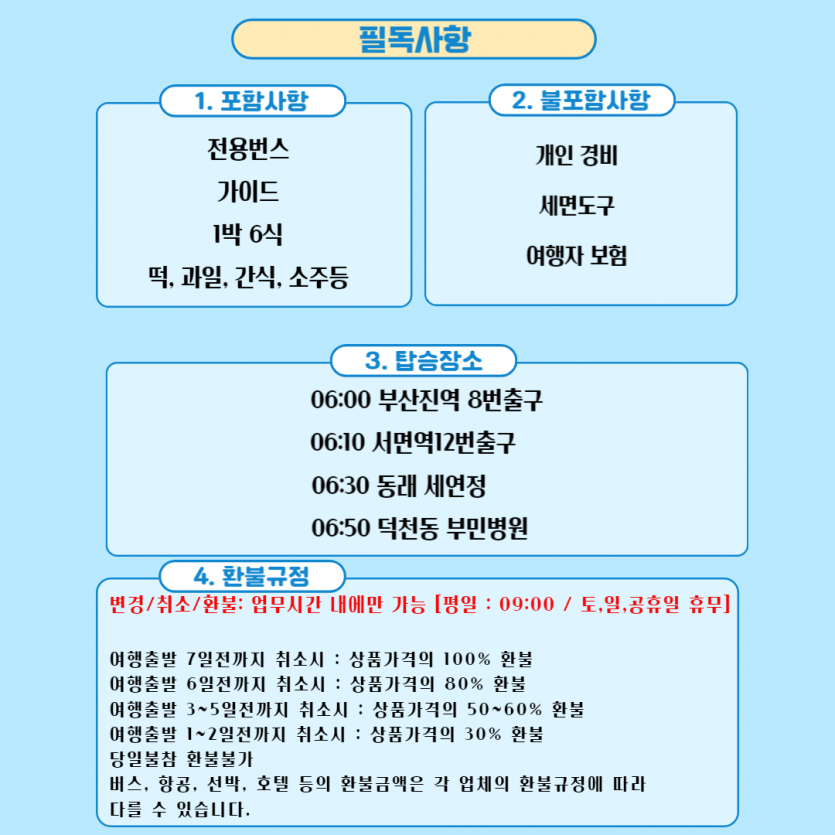 필독사항
1. 포함사항
전용번스
가이드
1박 6식
떡, 과일, 간식, 소주등
2. 불포함사항
개인 경비
세면도구
여행자 보험
3. 탑승장소
06:00 부산진역 8번출구
06:10 서면역12번출구
06:30 동래 세연정
06:50 덕천동 부민병원
4. 환불규정
변경/취소/환불: 업무시간 내에만 가능 [평일 : 09:00 / 토,일,공휴일 휴무]
여행출발 7일전까지 취소시 : 상품가격의 100% 환불
여행출발 6일전까지 취소시 : 상품가격의 80% 환불
여행출발 3~5일전까지 취소시 : 상품가격의 50~60% 환불
여행출발 1~2일전까지 취소시 : 상품가격의 30% 환불
당일불참 환불불가
버스, 항공, 선박, 호텔 등의 환불금액은 각 업체의 환불규정에 따라
다를 수 있습니다.